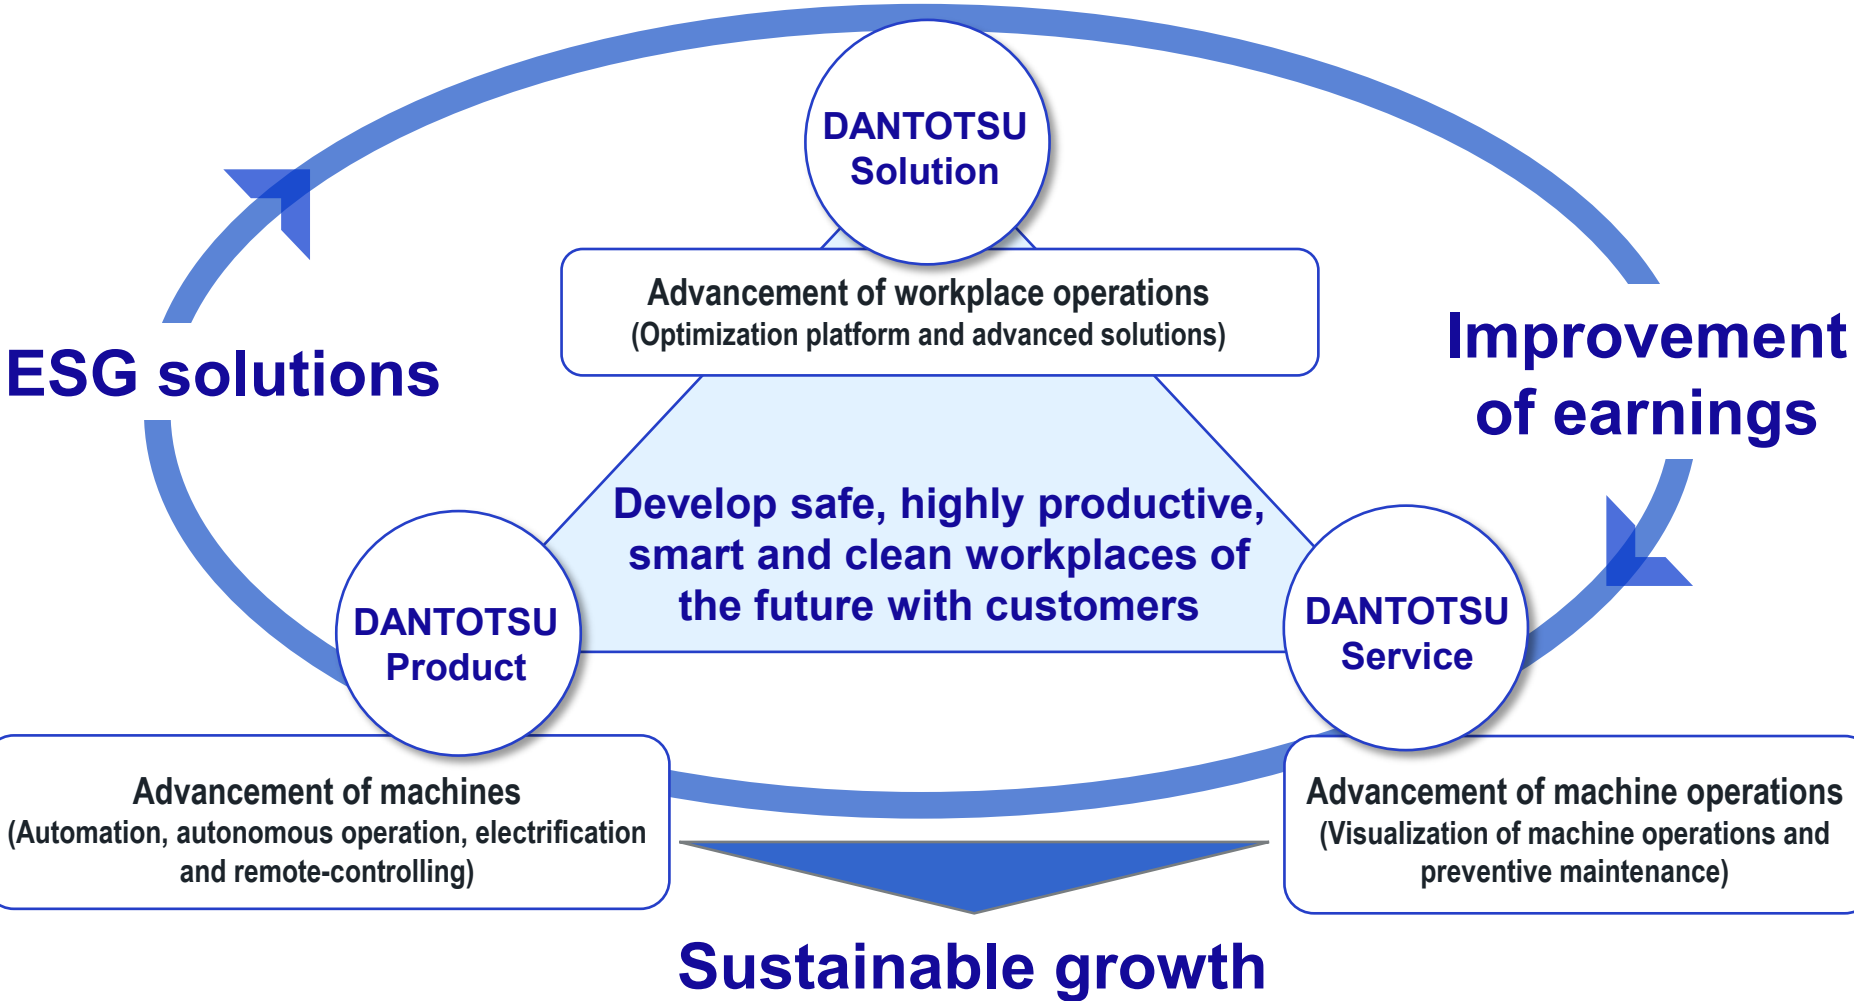 DANTOTSU
Solution
Advancement of workplace operations
(Optimization platform and advanced solutions)
ESG solutions
Improvement
of earnings
Develop safe, highly productive,
smart and clean workplaces of
the future with customers
DANTOTSU
Product
DANTOTSU
Service
Advancement of machines
(Automation, autonomous operation, electrification
and remote-controlling)
Advancement of machine operations
(Visualization of machine operations and
preventive maintenance)
Sustainable growth